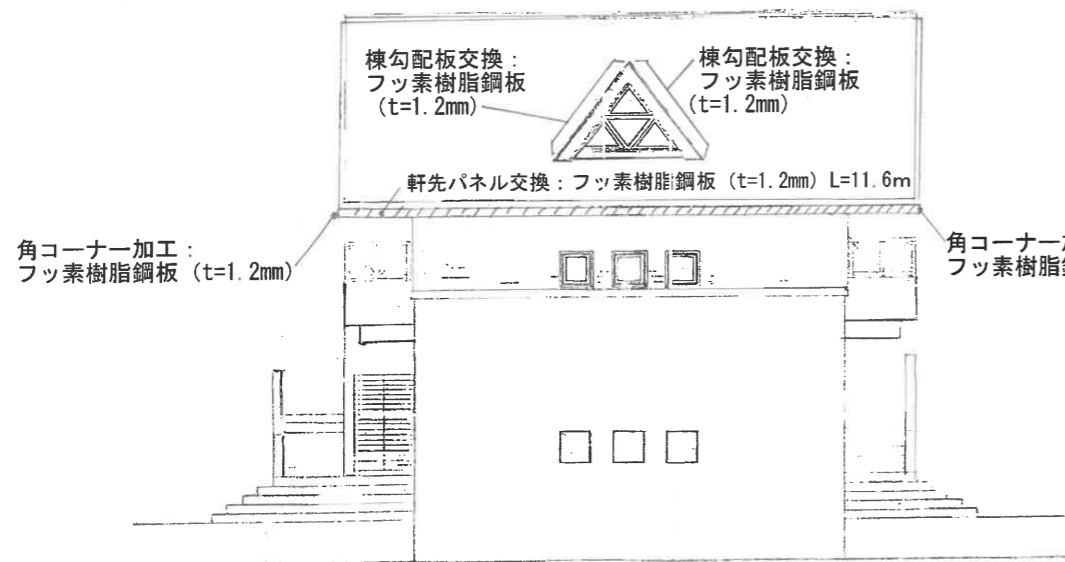 棟勾配板交換：
フッ素樹脂鋼板
(t=1.2mm)
棟勾配板交換：
フッ素樹脂鋼板
(t=1.2mm)
軒先パネル交換：フッ素樹脂鋼板 (t=1.2mm) L=11.6m
角コーナー加工：
フッ素樹脂鋼板 (t=1.2mm)
角コーナー
フッ素樹脂